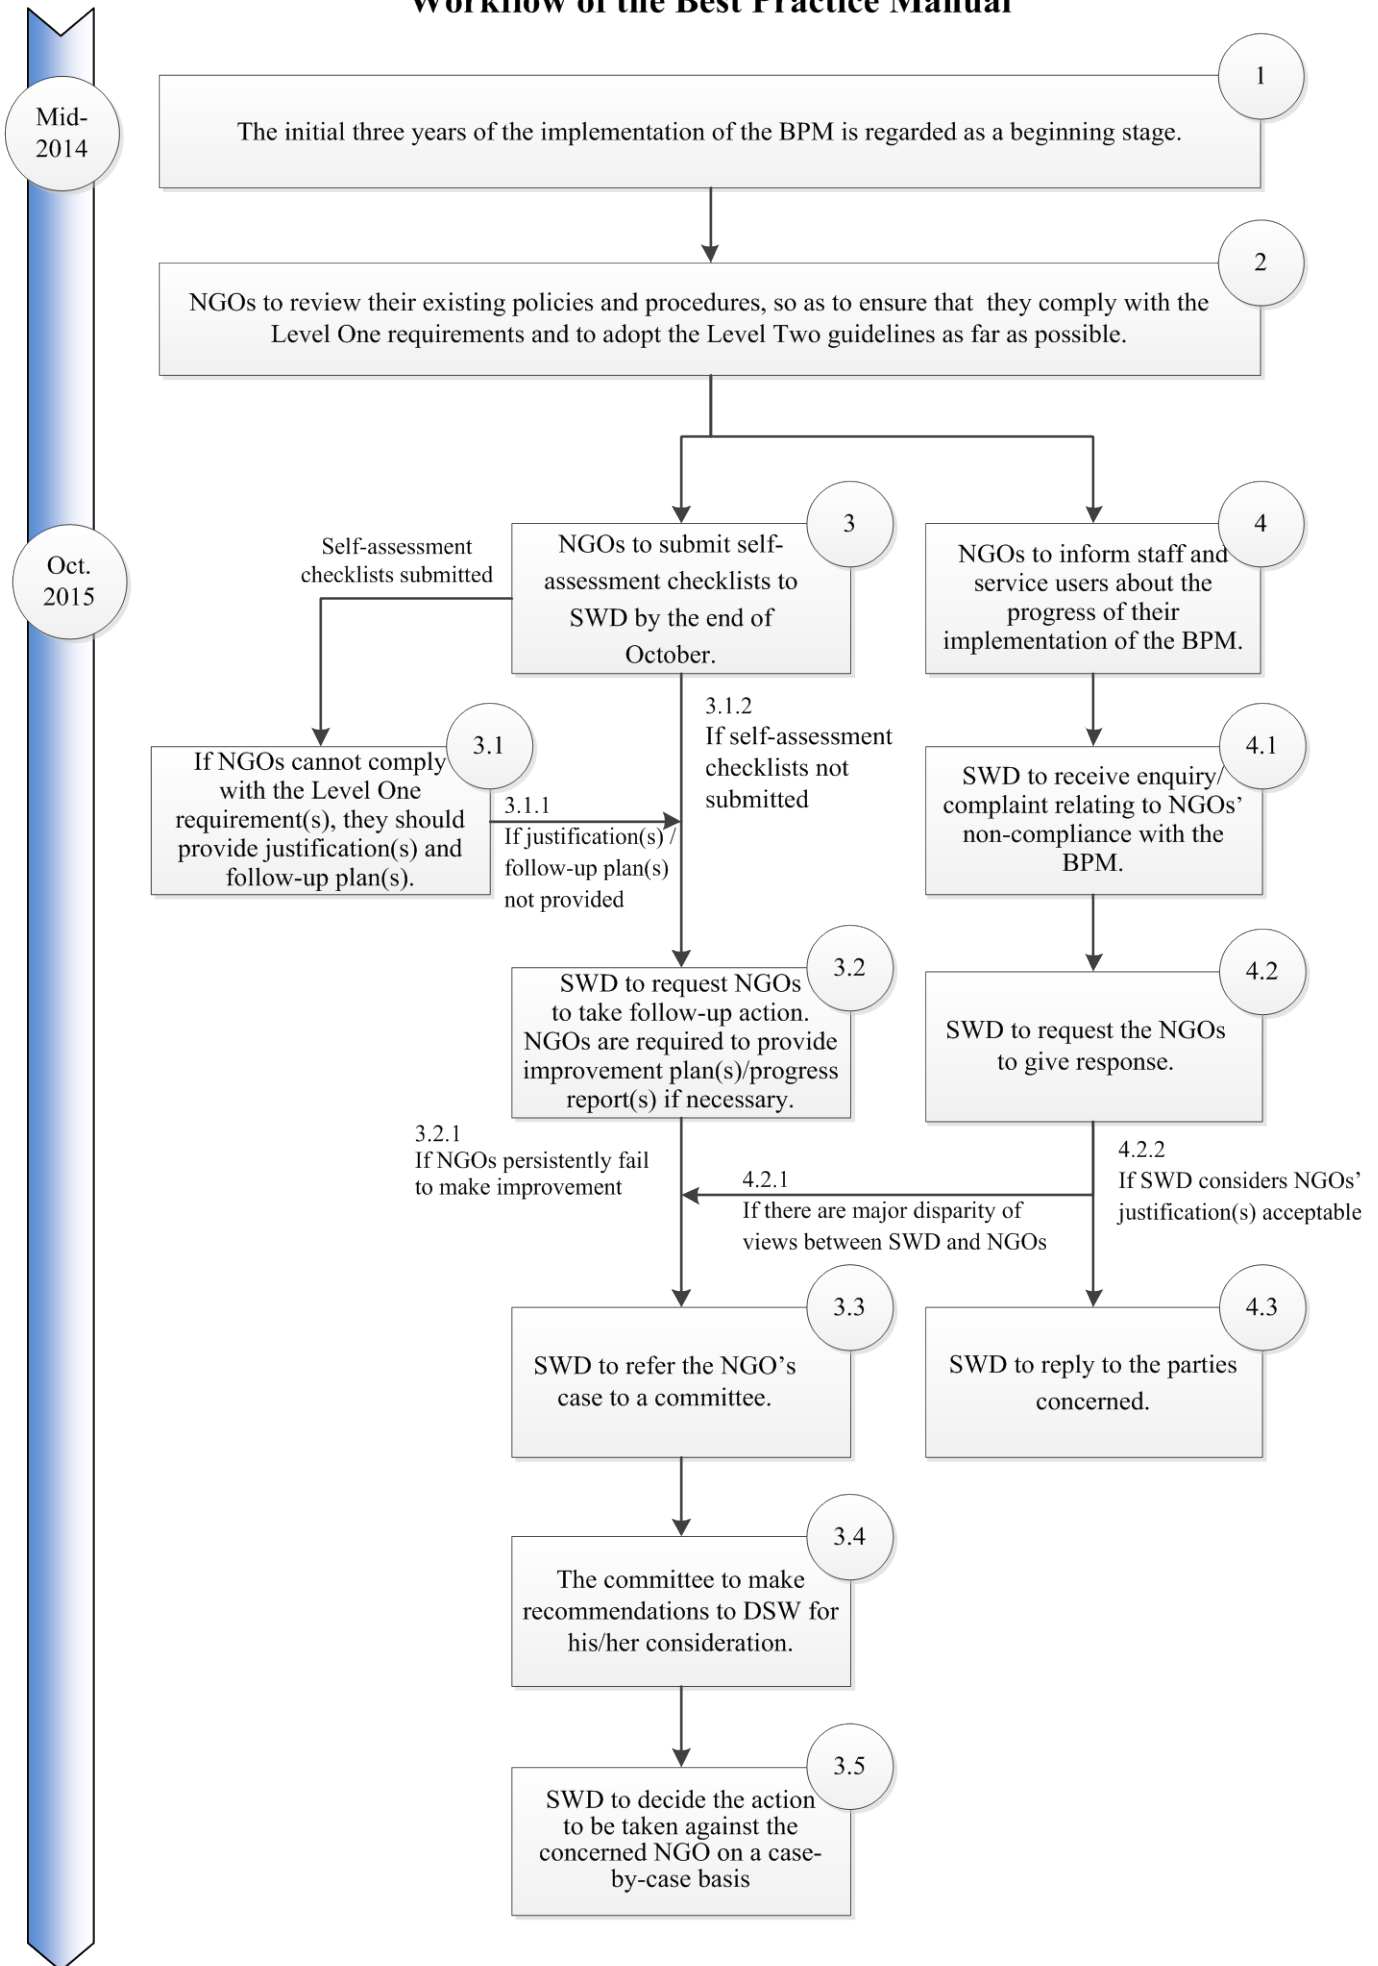 Workflow of the Best Practice Manual
Mid-
2014
1
The initial three years of the implementation of the BPM is regarded as a beginning stage.
2
NGOs to review their existing policies and procedures, so as to ensure that they comply with the
Level One requirements and to adopt the Level Two guidelines as far as possible.
Oct.
2015
Self-assessment
checklists submitted
3
NGOs to submit self-
assessment checklists to
SWD by the end of
October.
4
NGOs to inform staff and
service users about the
progress of their
implementation of the BPM.
3.1
If NGOs cannot comply
with the Level One
requirement(s), they should
provide justification(s) and
follow-up plan(s).
3.1.1
If justification(s) /
follow-up plan(s)
not provided
3.1.2
If self-assessment
checklists not
submitted
4.1
SWD to receive enquiry/
complaint relating to NGOs’
non-compliance with the
BPM.
3.2
SWD to request NGOs
to take follow-up action.
NGOs are required to provide
improvement plan(s)/progress
report(s) if necessary.
4.2
SWD to request the NGOs
to give response.
3.2.1
If NGOs persistently fail
to make improvement
4.2.1
If there are major disparity of
views between SWD and NGOs
4.2.2
If SWD considers NGOs’
justification(s) acceptable
3.3
SWD to refer the NGO’s
case to a committee.
4.3
SWD to reply to the parties
concerned.
3.4
The committee to make
recommendations to DSW for
his/her consideration.
3.5
SWD to decide the action
to be taken against the
concerned NGO on a case-
by-case basis